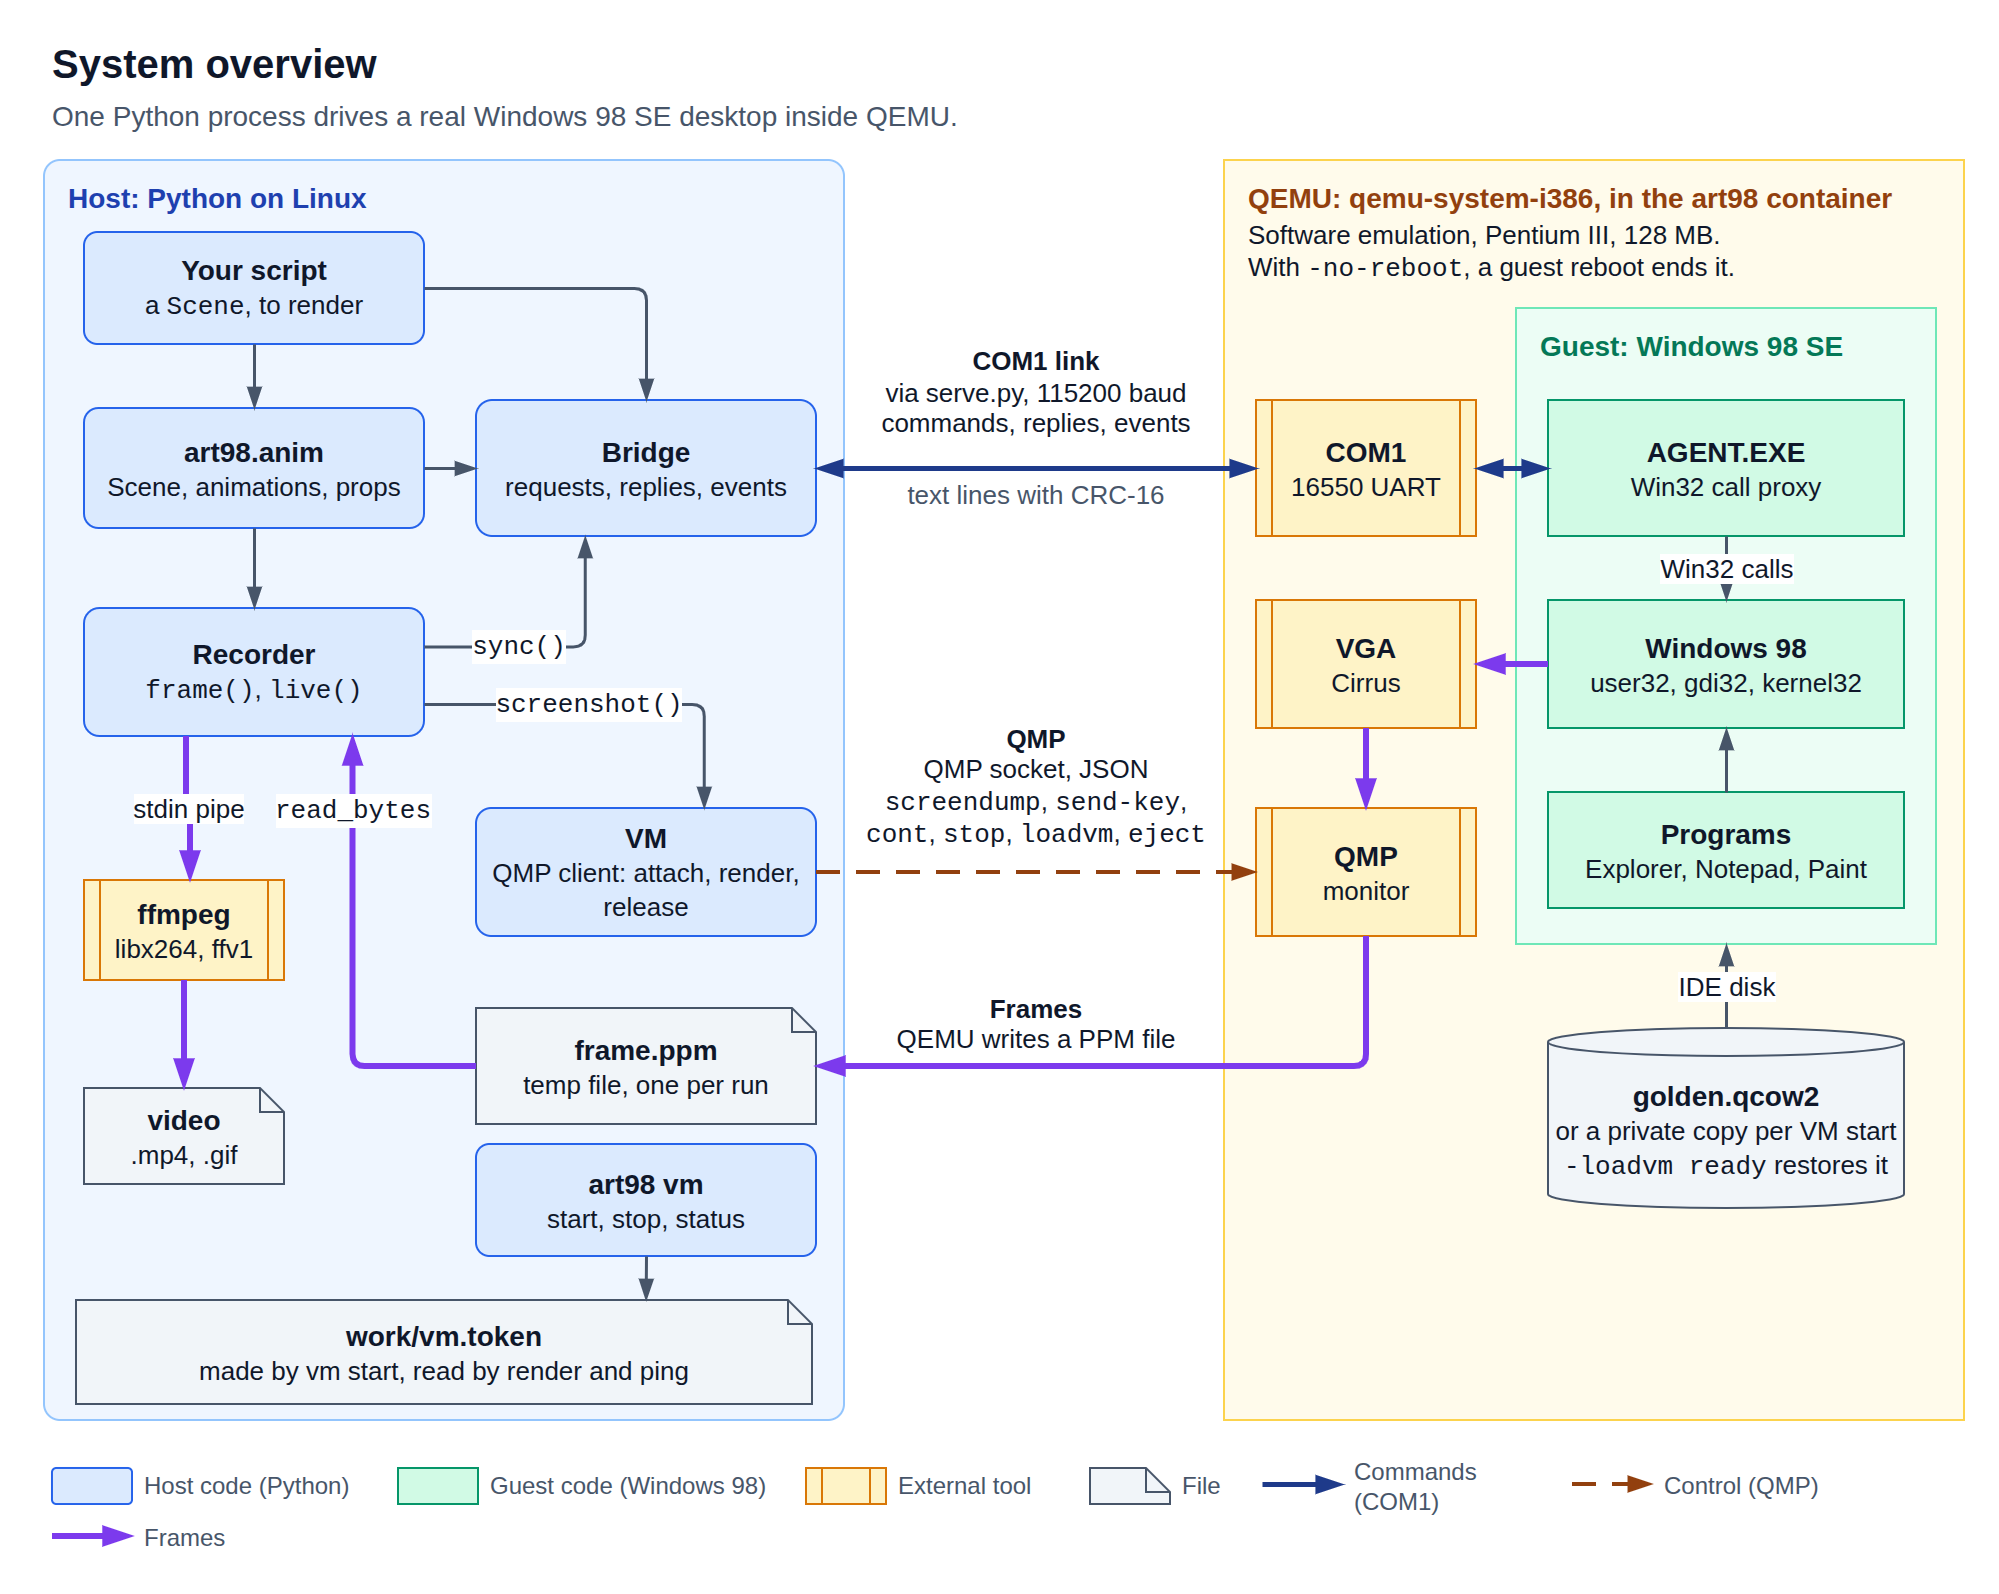 System overview
One Python process drives a real Windows 98 SE desktop inside QEMU.
Host: Python on Linux
Your script
a Scene, to render
art98.anim
Scene, animations, props
Bridge
requests, replies, events
Recorder
frame(), live()
sync()
screenshot()
stdin pipe
read_bytes
VM
QMP client: attach, render,
release
ffmpeg
libx264, ffv1
frame.ppm
temp file, one per run
video
.mp4, .gif
art98 vm
start, stop, status
work/vm.token
made by vm start, read by render and ping
COM1 link
via serve.py, 115200 baud
commands, replies, events
text lines with CRC-16
QMP
QMP socket, JSON
screendump, send-key,
cont, stop, loadvm, eject
Frames
QEMU writes a PPM file
QEMU: qemu-system-i386, in the art98 container
Software emulation, Pentium III, 128 MB.
With -no-reboot, a guest reboot ends it.
Guest: Windows 98 SE
COM1
16550 UART
AGENT.EXE
Win32 call proxy
Win32 calls
VGA
Cirrus
Windows 98
user32, gdi32, kernel32
QMP
monitor
Programs
Explorer, Notepad, Paint
IDE disk
golden.qcow2
or a private copy per VM start
-loadvm ready restores it
Host code (Python)
Guest code (Windows 98)
External tool
File
Commands
(COM1)
Control (QMP)
Frames